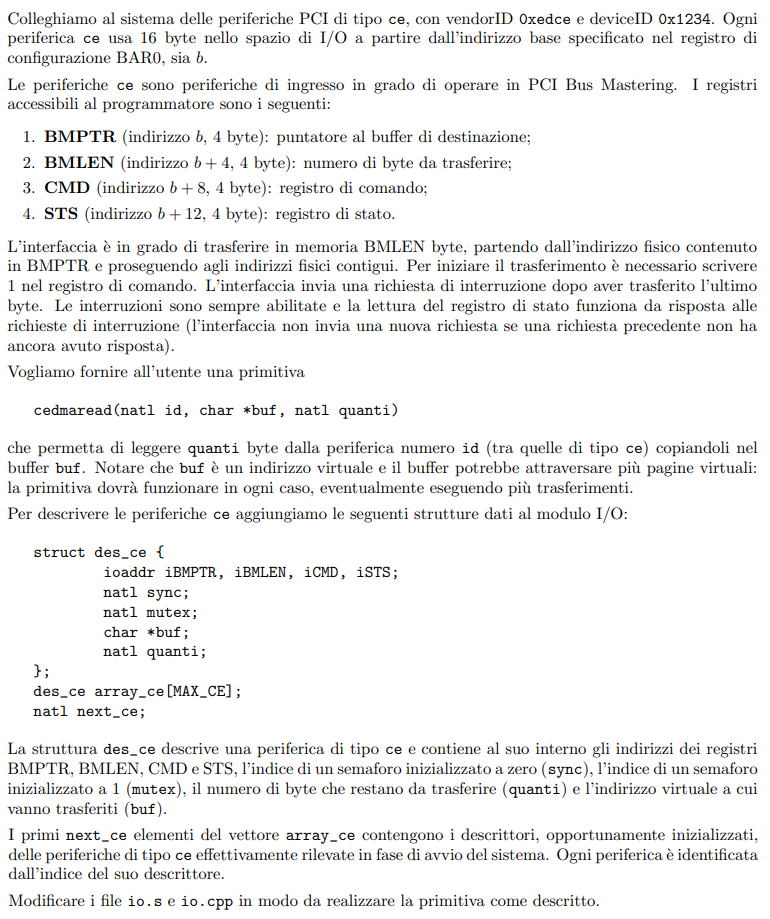 Colleghiamo al sistema delle periferiche PCI di tipo ce, con vendorID 0xedce e deviceID 0x1234. Ogni
periferica ce usa 16 byte nello spazio di I/O a partire dall'indirizzo base specificato nel registro di
configurazione BAR0, sia b.
Le periferiche ce sono periferiche di ingresso in grado di operare in PCI Bus Mastering. I registri
accessibili al programmatore sono i seguenti:
1. BMPTR (indirizzo b, 4 byte): puntatore al buffer di destinazione;
2. BMLEN (indirizzo b + 4, 4 byte): numero di byte da trasferire;
3. CMD (indirizzo b + 8, 4 byte): registro di comando;
4. STS (indirizzo b + 12, 4 byte): registro di stato.
L'interfaccia è in grado di trasferire in memoria BMLEN byte, partendo dall'indirizzo fisico contenuto
in BMPTR e proseguendo agli indirizzi fisici contigui. Per iniziare il trasferimento è necessario scrivere
1 nel registro di comando. L'interfaccia invia una richiesta di interruzione dopo aver trasferito l'ultimo
byte. Le interruzioni sono sempre abilitate e la lettura del registro di stato funziona da risposta alle
richieste di interruzione (l'interfaccia non invia una nuova richiesta se una richiesta precedente non ha
ancora avuto risposta).
Vogliamo fornire all'utente una primitiva
cedmaread(natl id, char *buf, natl quanti)
che permetta di leggere quanti byte dalla periferica numero id (tra quelle di tipo ce) copiandoli nel
buffer buf. Notare che buf è un indirizzo virtuale e il buffer potrebbe attraversare più pagine virtuali:
la primitiva dovrà funzionare in ogni caso, eventualmente eseguendo più trasferimenti.
Per descrivere le periferiche ce aggiungiamo le seguenti strutture dati al modulo I/O:
struct des_ce {
ioaddr iBMPTR, iBMLEN, iCMD, iSTS;
natl sync;
natl mutex;
char *buf;
natl quanti;
};
des_ce array_ce[MAX_CE];
natl next_ce;
La struttura des_ce descrive una periferica di tipo ce e contiene al suo interno gli indirizzi dei registri
BMPTR, BMLEN, CMD e STS, l'indice di un semaforo inizializzato a zero (sync), l'indice di un semaforo
inizializzato a 1 (mutex), il numero di byte che restano da trasferire (quanti) e l'indirizzo virtuale a cui
vanno trasferiti (buf).
I primi next_ce elementi del vettore array_ce contengono i descrittori, opportunamente inizializzati,
delle periferiche di tipo ce effettivamente rilevate in fase di avvio del sistema. Ogni periferica è identificata
dall'indice del suo descrittore.
Modificare i file io.s e io.cpp in modo da realizzare la primitiva come descritto.